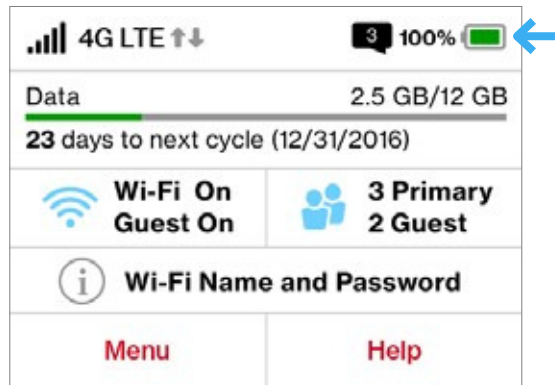 4G LTE 3 100%
Data 2.5 GB/12 GB
23 days to next cycle (12/31/2016)
Wi-Fi On
Guest On
3 Primary
2 Guest
i Wi-Fi Name and Password
Menu Help